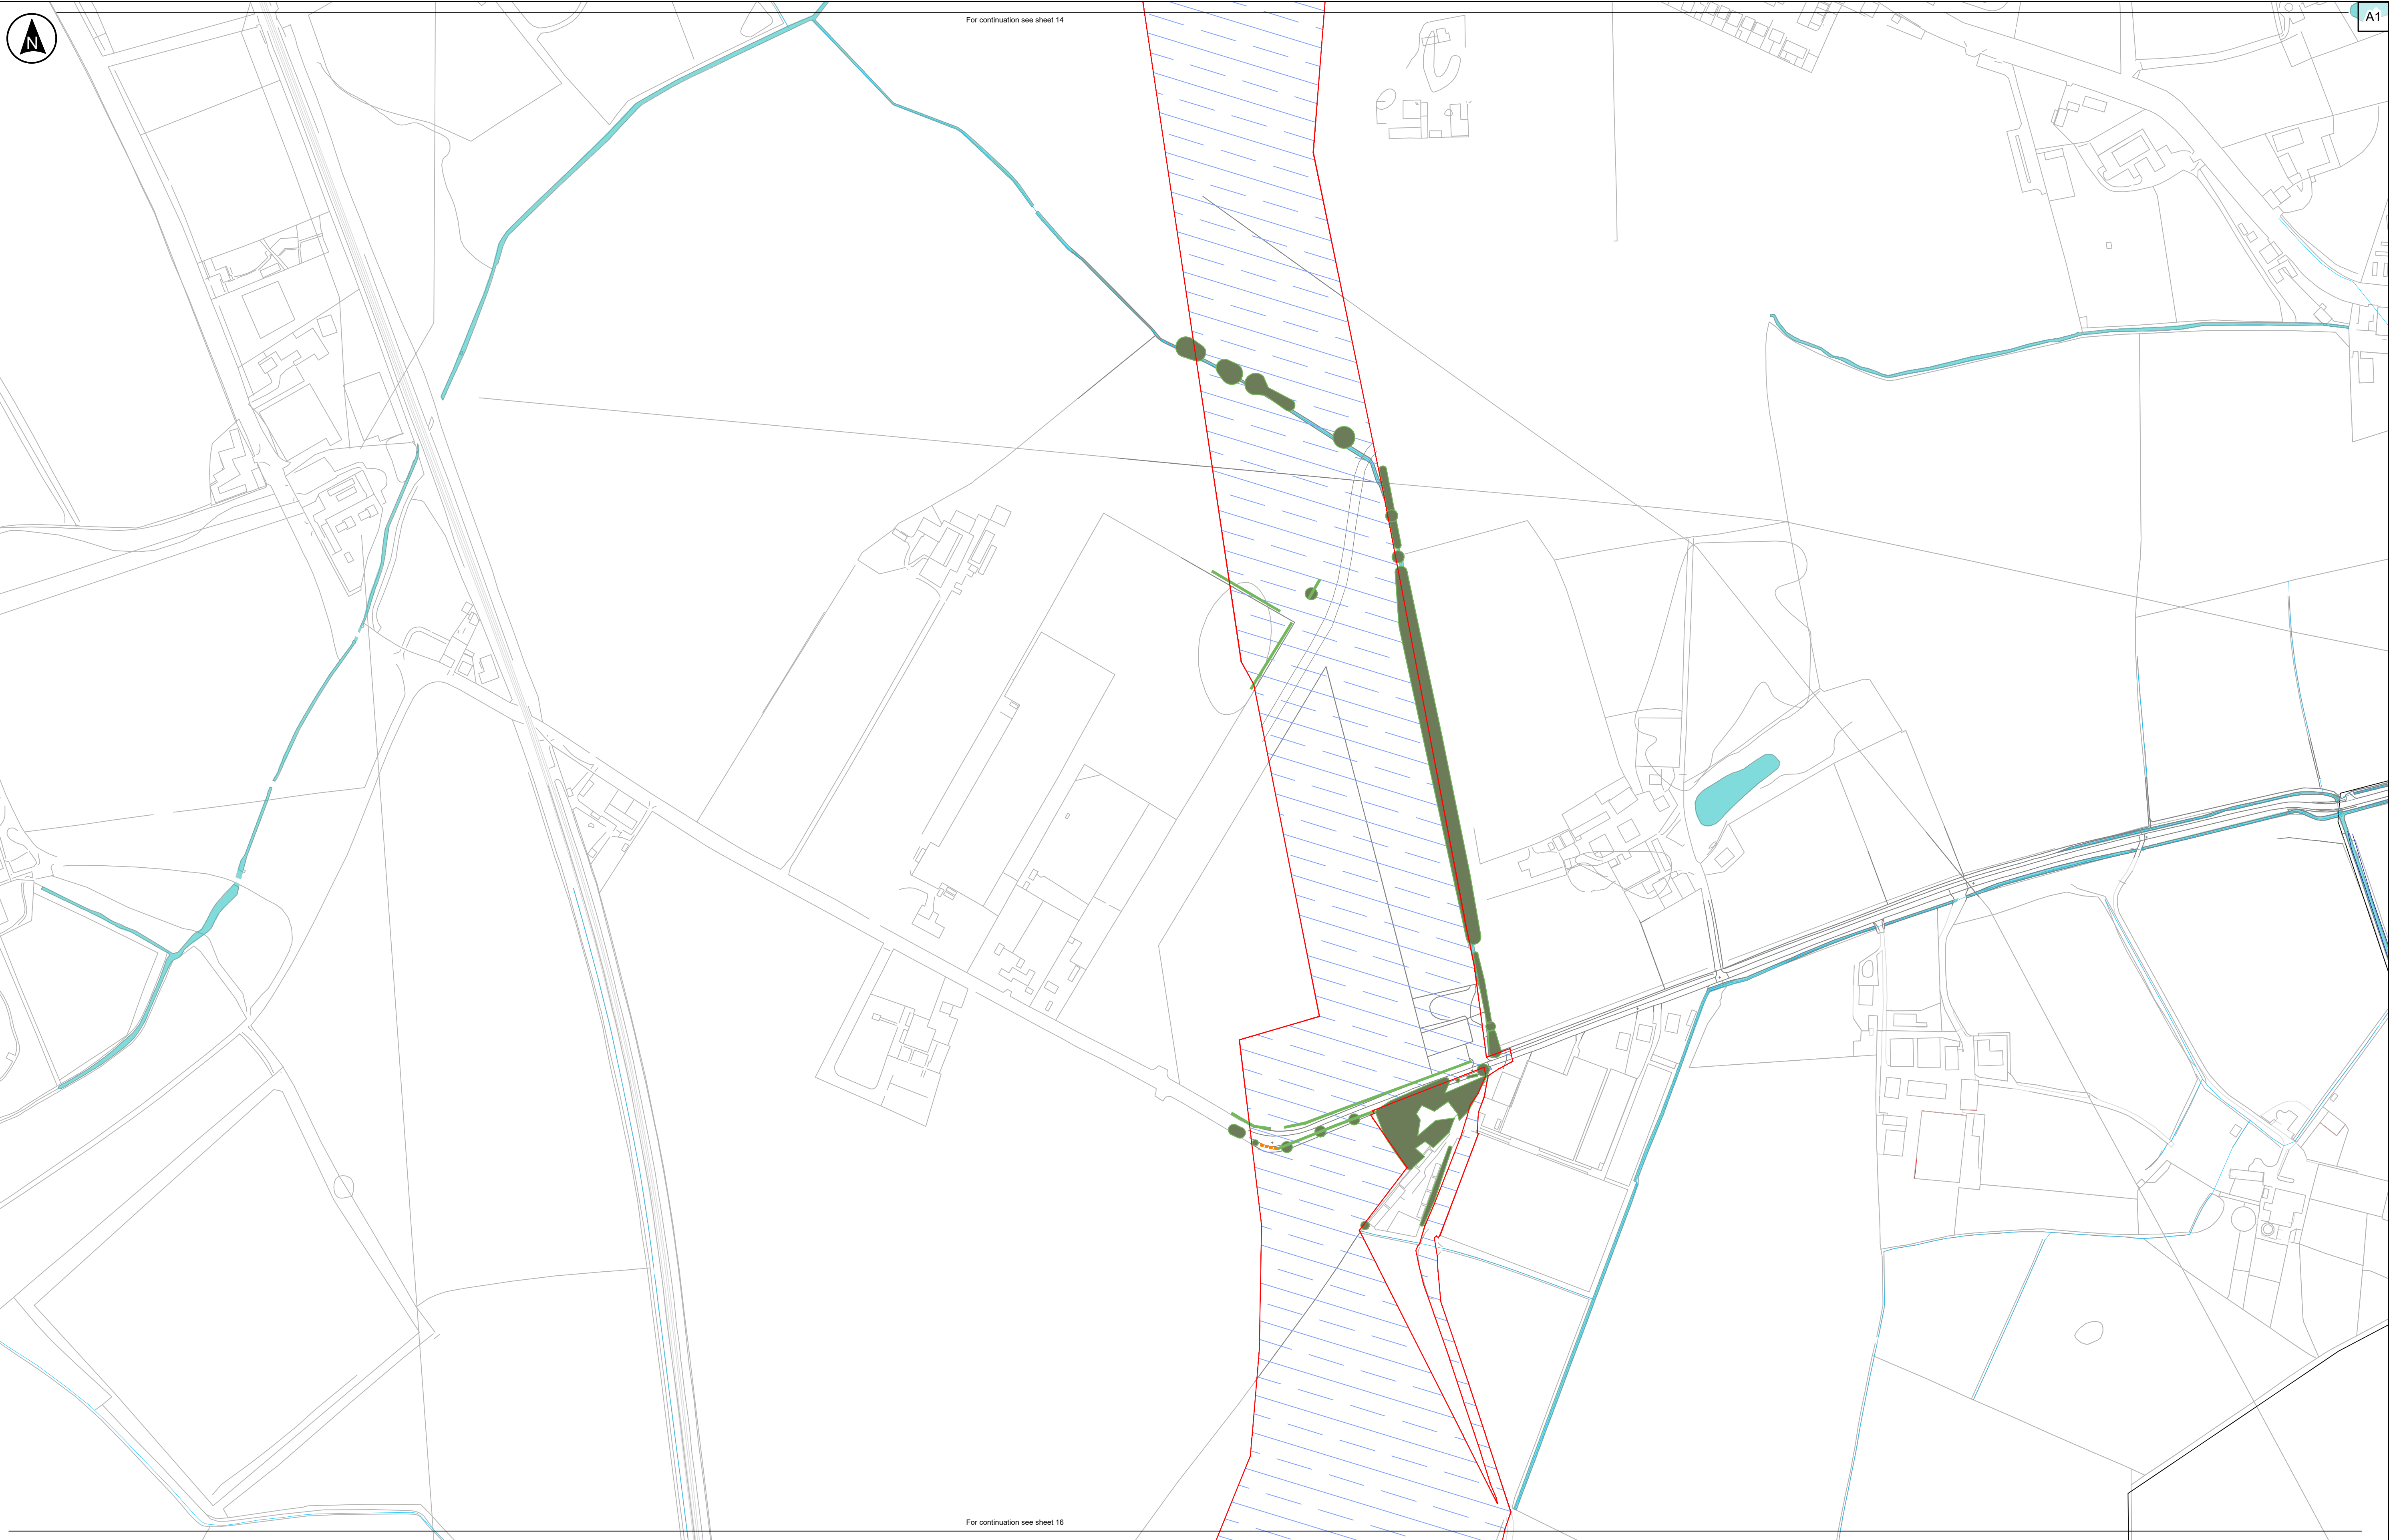 For continuation see sheet 14
A1
N
For continuation see sheet 16